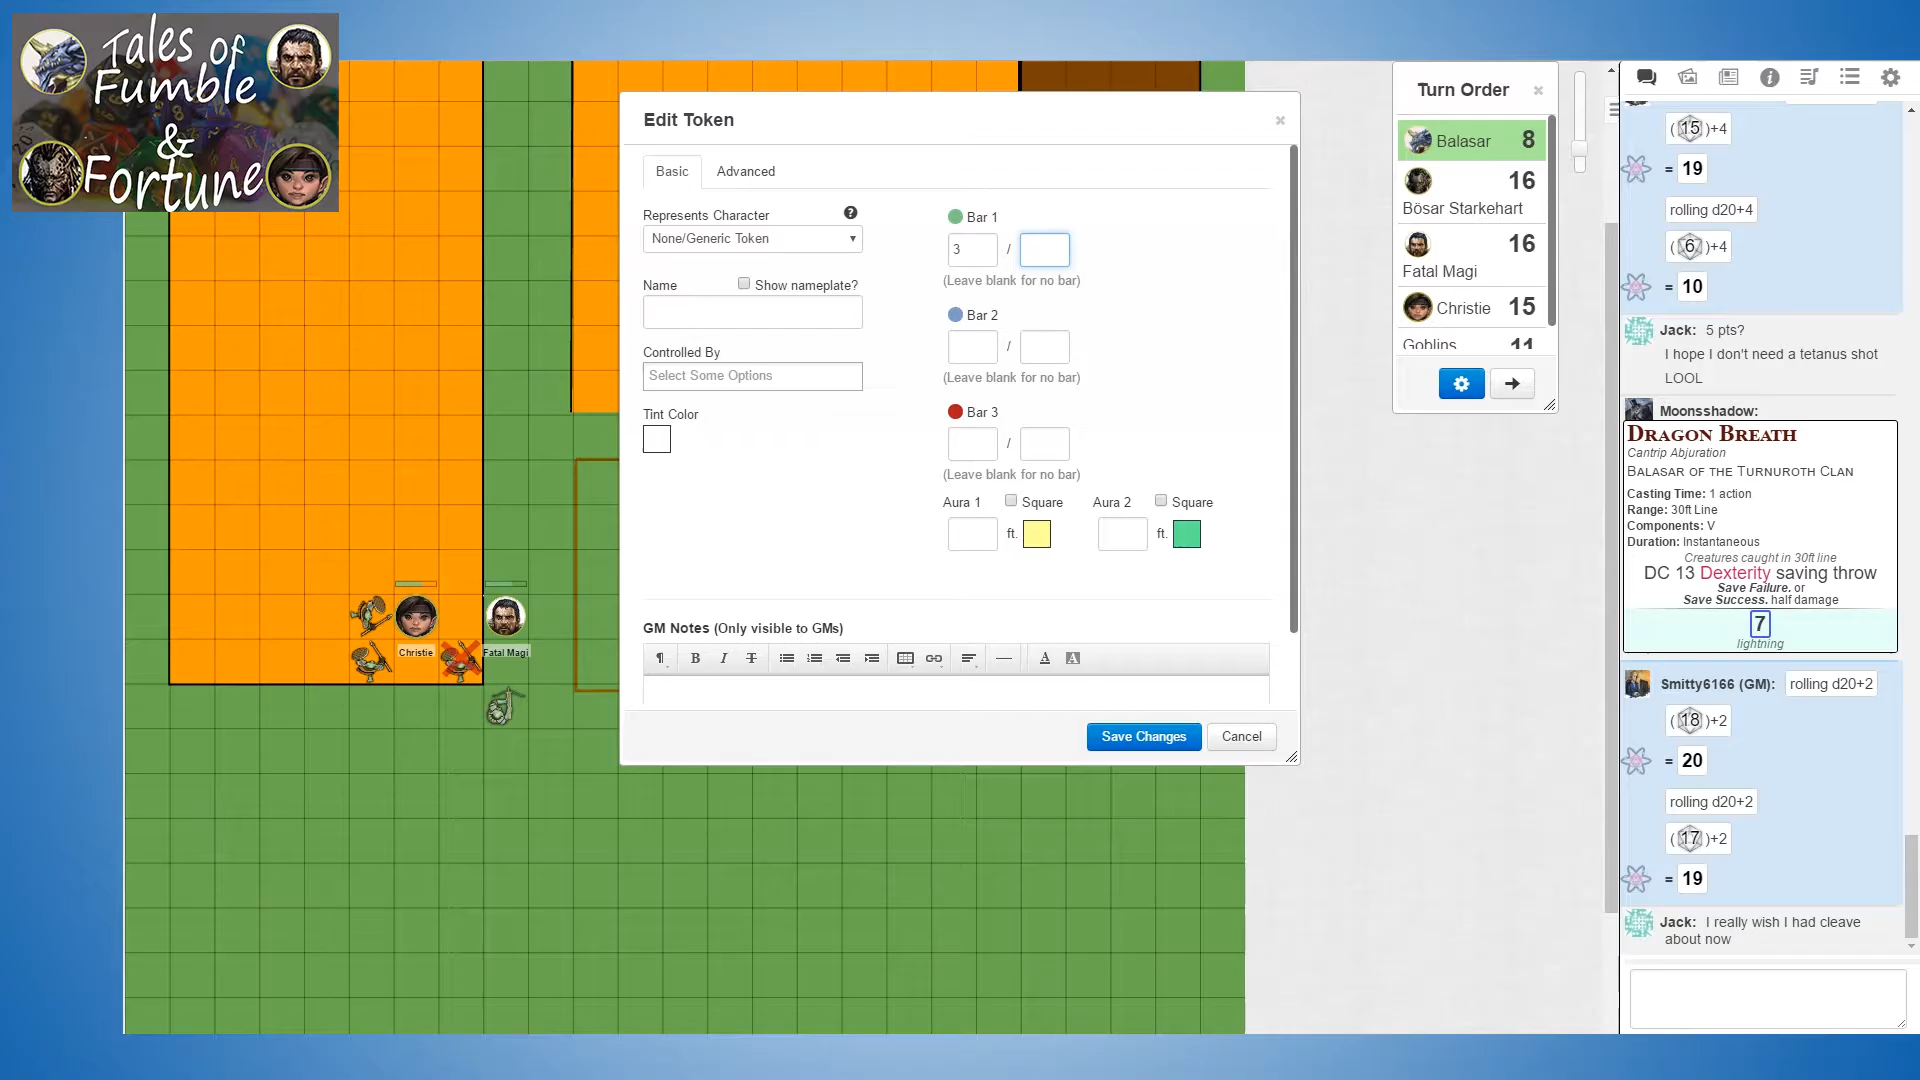 Tales of
Fumble
&
Fortune
Edit Token
×
Basic
Advanced
Represents Character
?
None/Generic Token
Name
Show nameplate?
Controlled By
Select Some Options
Tint Color
Bar 1
3 /
(Leave blank for no bar)
Bar 2
/
(Leave blank for no bar)
Bar 3
/
(Leave blank for no bar)
Aura 1
Square
Aura 2
Square
ft.
ft.
GM Notes (Only visible to GMs)
B I T A A
Save Changes
Cancel
Christie
Fatal Magi
Turn Order
×
Balasar 8
16
Bösar Starkehart
16
Fatal Magi
Christie 15
Goblins 11
(15)+4
= 19
rolling d20+4
(6)+4
= 10
Jack: 5 pts?
I hope I don't need a tetanus shot
LOOL
Moonsshadow:
Dragon Breath
Cantrip Abjuration
Balasar of the Turnuroth Clan
Casting Time: 1 action
Range: 30ft Line
Components: V
Duration: Instantaneous
Creatures caught in 30ft line
DC 13 Dexterity saving throw
Save Failure. or
Save Success. half damage
7
lightning
Smitty6166 (GM): rolling d20+2
(18)+2
= 20
rolling d20+2
(17)+2
= 19
Jack: I really wish I had cleave
about now